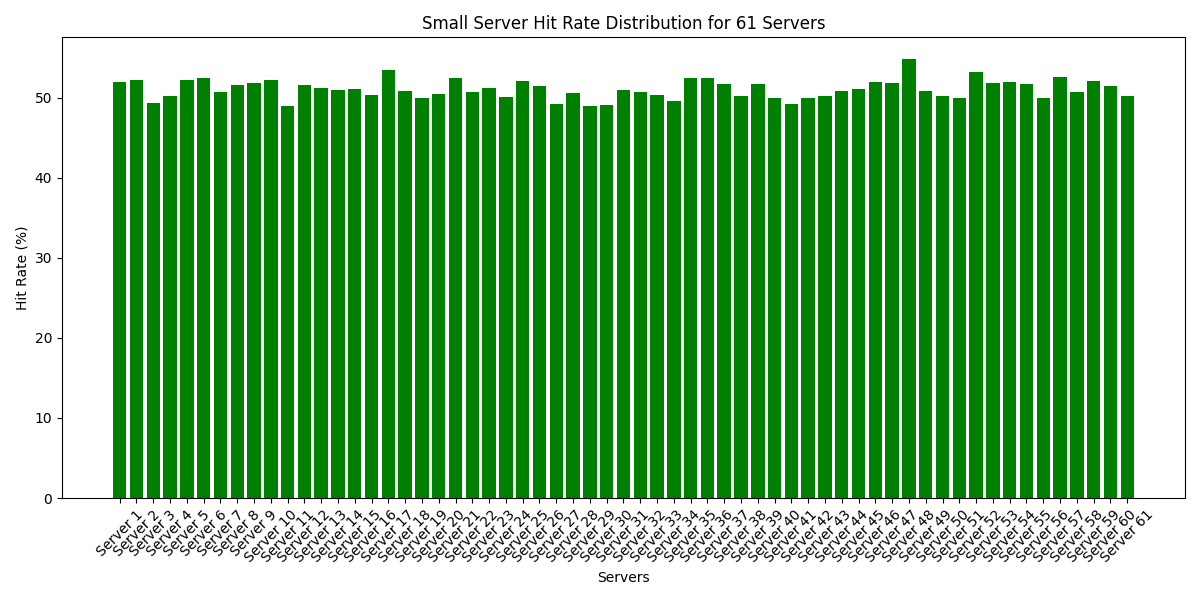 Small Server Hit Rate Distribution for 61 Servers
50
40
30
20
10
0
Hit Rate (%)
Server 1
Server 2
Server 3
Server 4
Server 5
Server 6
Server 7
Server 8
Server 9
Server 10
Server 11
Server 12
Server 13
Server 14
Server 15
Server 16
Server 17
Server 18
Server 19
Server 20
Server 21
Server 22
Server 23
Server 24
Server 25
Server 26
Server 27
Server 28
Server 29
Server 30
Server 31
Server 32
Server 33
Server 34
Server 35
Server 36
Server 37
Server 38
Server 39
Server 40
Server 41
Server 42
Server 43
Server 44
Server 45
Server 46
Server 47
Server 48
Server 49
Server 50
Server 51
Server 52
Server 53
Server 54
Server 55
Server 56
Server 57
Server 58
Server 59
Server 60
Server 61
Servers